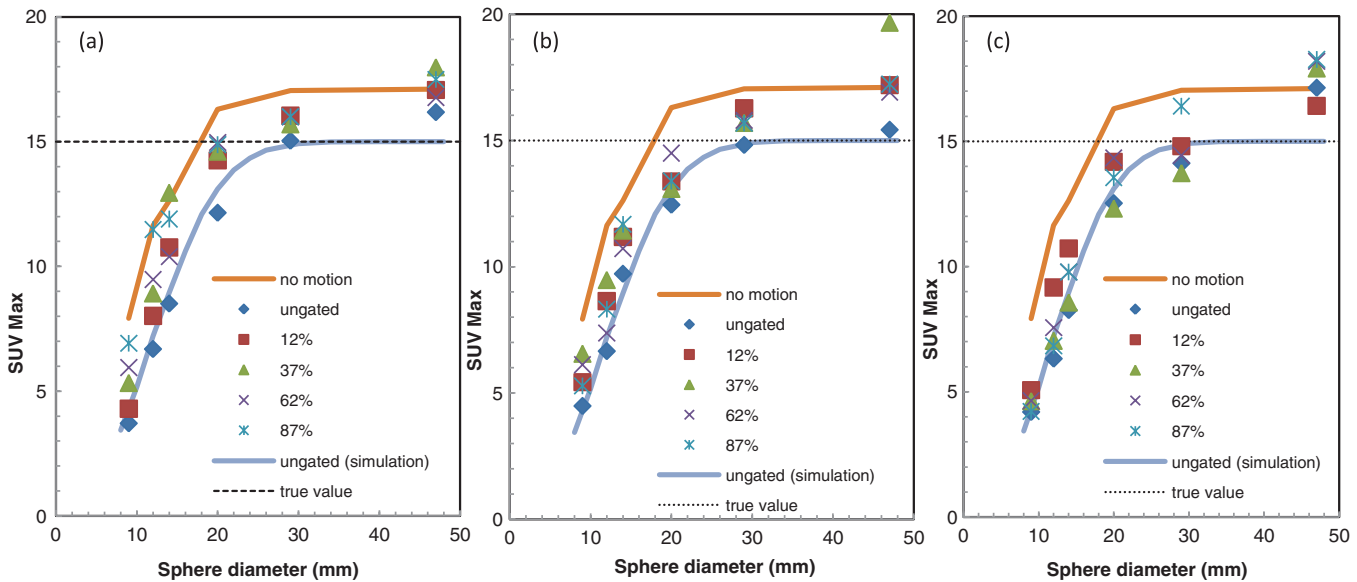 (a)
SUV Max
20
15
10
5
0
no motion
ungated
12%
37%
62%
87%
ungated (simulation)
true value
0 10 20 30 40 50
Sphere diameter (mm)
(b)
SUV Max
20
15
10
5
0
no motion
ungated
12%
37%
62%
87%
ungated (simulation)
true value
0 10 20 30 40 50
Sphere diameter (mm)
(c)
SUV Max
20
15
10
5
0
no motion
ungated
12%
37%
62%
87%
ungated (simulation)
true value
0 10 20 30 40 50
Sphere diameter (mm)